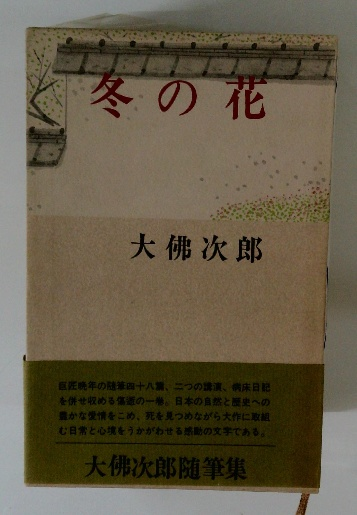 冬の花
大佛次郎
巨匠晩年の随筆四十八篇、二つの講演、病床日記
を併せ収める偏愛の一巻。日本の自然と歴史への
豊かな愛情をこめ、死を見つめながら大作に取組
む日常と心境をうかがわせる感動の文字である。
大佛次郎随筆集